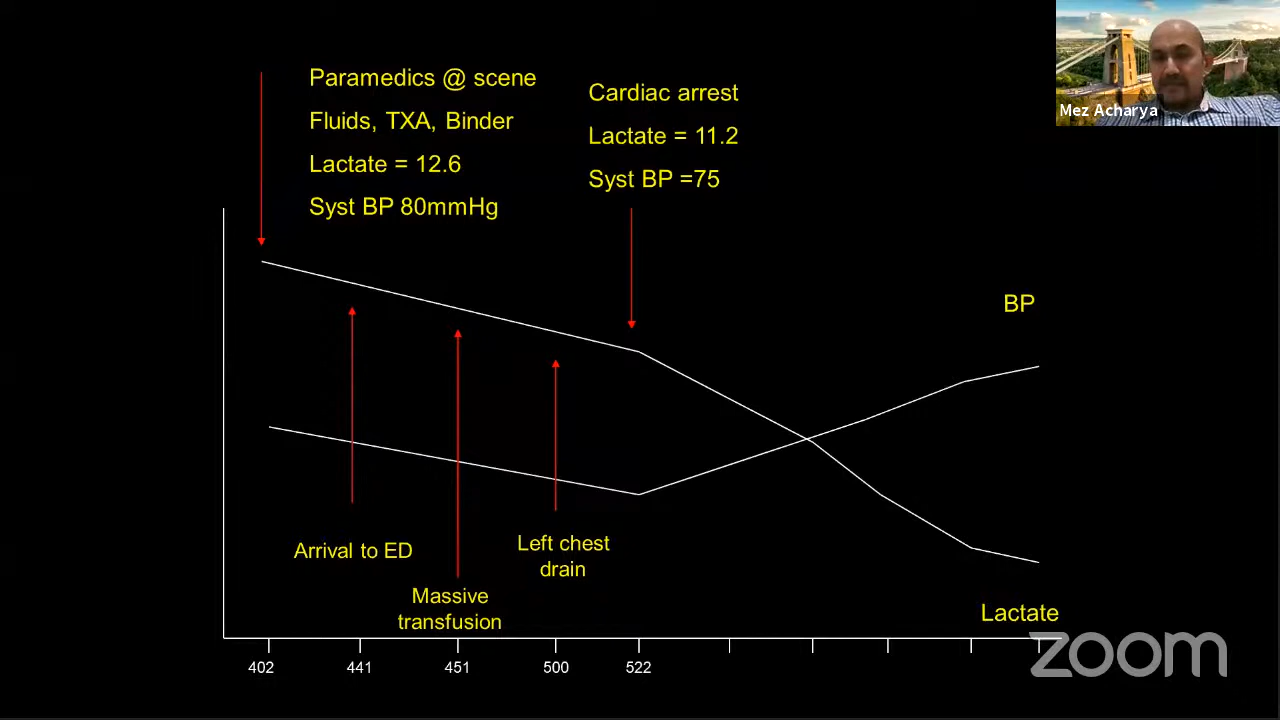 Paramedics @ scene
Fluids, TXA, Binder
Lactate = 12.6
Syst BP 80mmHg
Cardiac arrest
Lactate = 11.2
Syst BP =75
Mez Acharya
BP
Arrival to ED
Left chest
drain
Massive
transfusion
Lactate
402 441 451 500 522
zoom